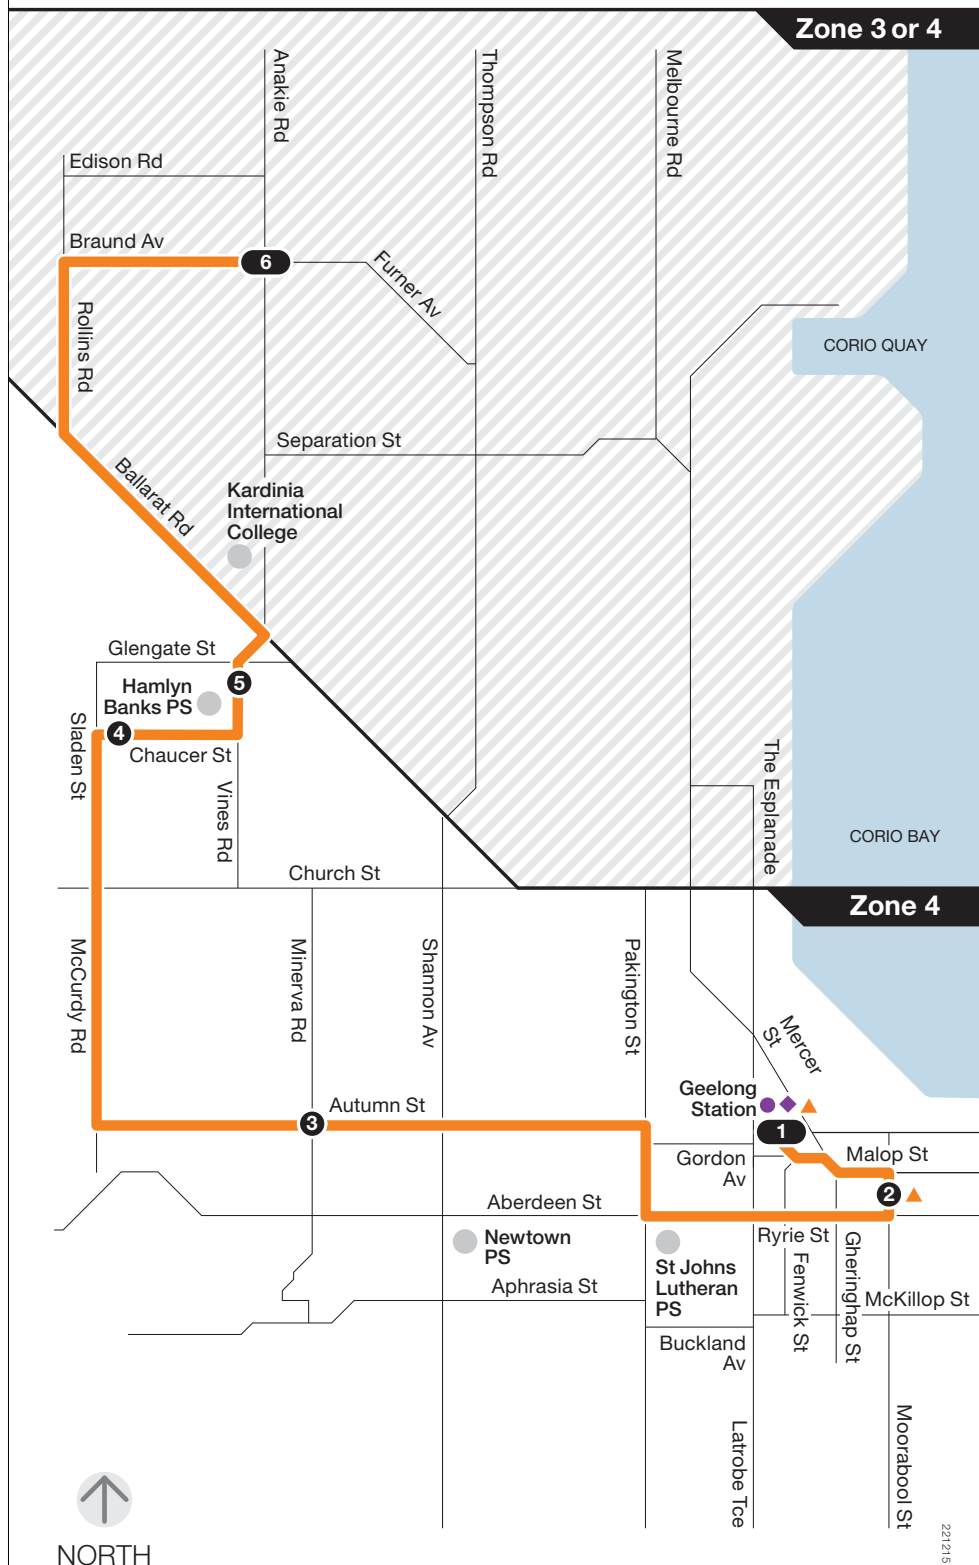 Zone 3 or 4
Anakie Rd
Thompson Rd
Melbourne Rd
Edison Rd
Braund Av
6
Furner Av
Rollins Rd
CORIO QUAY
Separation St
Ballarat Rd
Kardinia
International
College
Glengate St
5
Hamlyn
Banks PS
4
Sladen St
Chaucer St
The Esplanade
Vines Rd
CORIO BAY
Church St
Zone 4
McCurdy Rd
Minerva Rd
Shannon Av
Pakington St
Mercer
St
Geelong
Station
Autumn St
3
1
Malop St
Gordon
Av
2
Aberdeen St
Ryrie St
Newtown
PS
St Johns
Lutheran
PS
Fenwick St
Gheringhap St
Aphrasia St
McKillop St
Buckland
Av
Latrobe Tce
Moorabool St
NORTH
221215